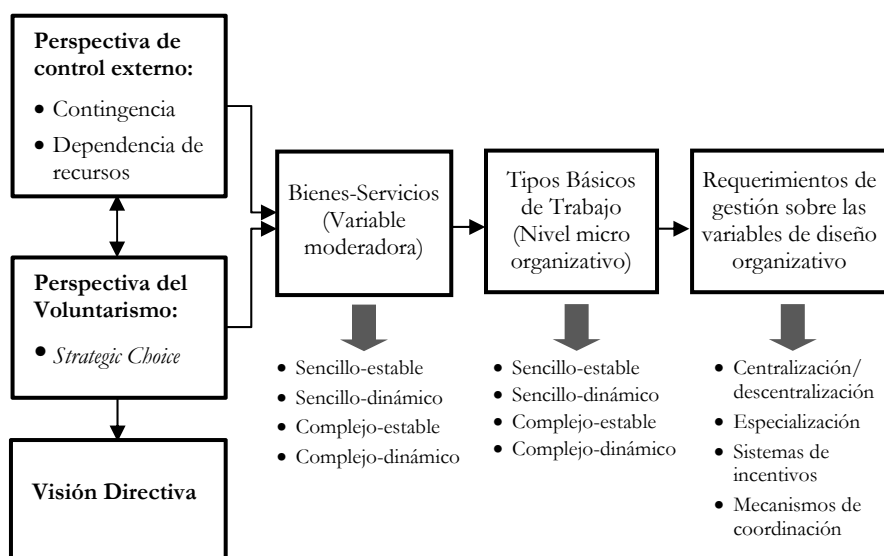 Perspectiva de
control externo:
• Contingencia
• Dependencia de
recursos
Perspectiva del
Voluntarismo:
• Strategic Choice
Visión Directiva
Bienes-Servicios
(Variable
moderadora)
• Sencillo-estable
• Sencillo-dinámico
• Complejo-estable
• Complejo-dinámico
Tipos Básicos
de Trabajo
(Nivel micro
organizativo)
• Sencillo-estable
• Sencillo-dinámico
• Complejo-estable
• Complejo-dinámico
Requerimientos de
gestión sobre las
variables de diseño
organizativo
• Centralización/
descentralización
• Especialización
• Sistemas de
incentivos
• Mecanismos de
coordinación